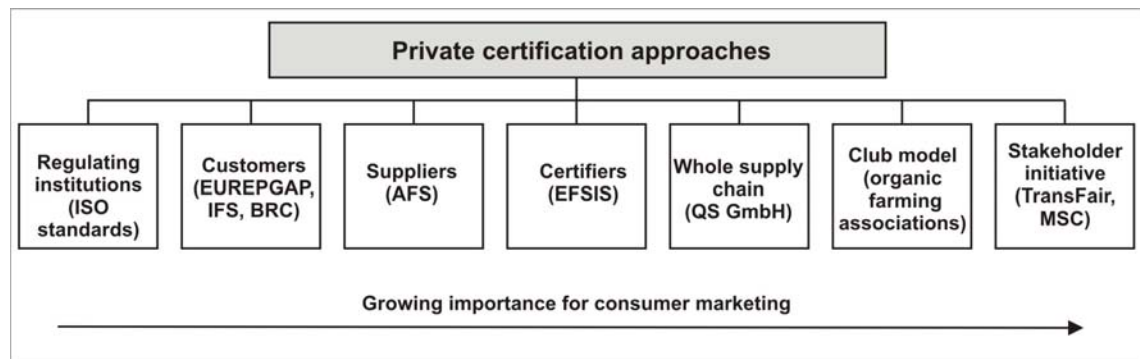 Private certification approaches
Regulating
institutions
(ISO
standards)
Customers
(EUREPGAP,
IFS, BRC)
Suppliers
(AFS)
Certifiers
(EFSIS)
Whole supply
chain
(QS GmbH)
Club model
(organic
farming
associations)
Stakeholder
initiative
(TransFair,
MSC)
Growing importance for consumer marketing